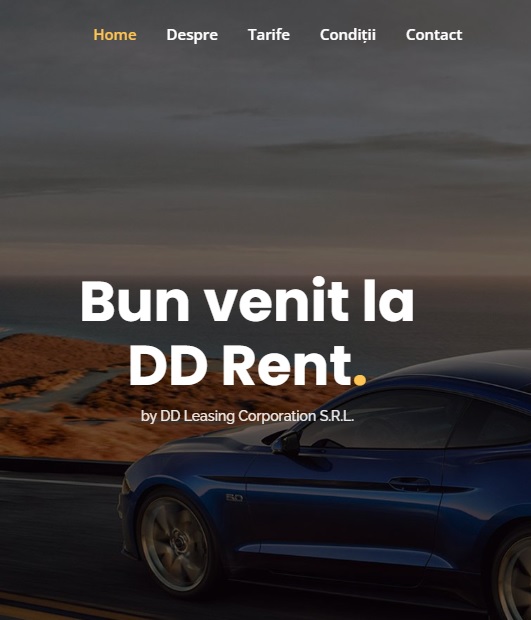 Home Despre Tarife Condiții Contact
Bun venit la
DD Rent.
by DD Leasing Corporation S.R.L.
5.0